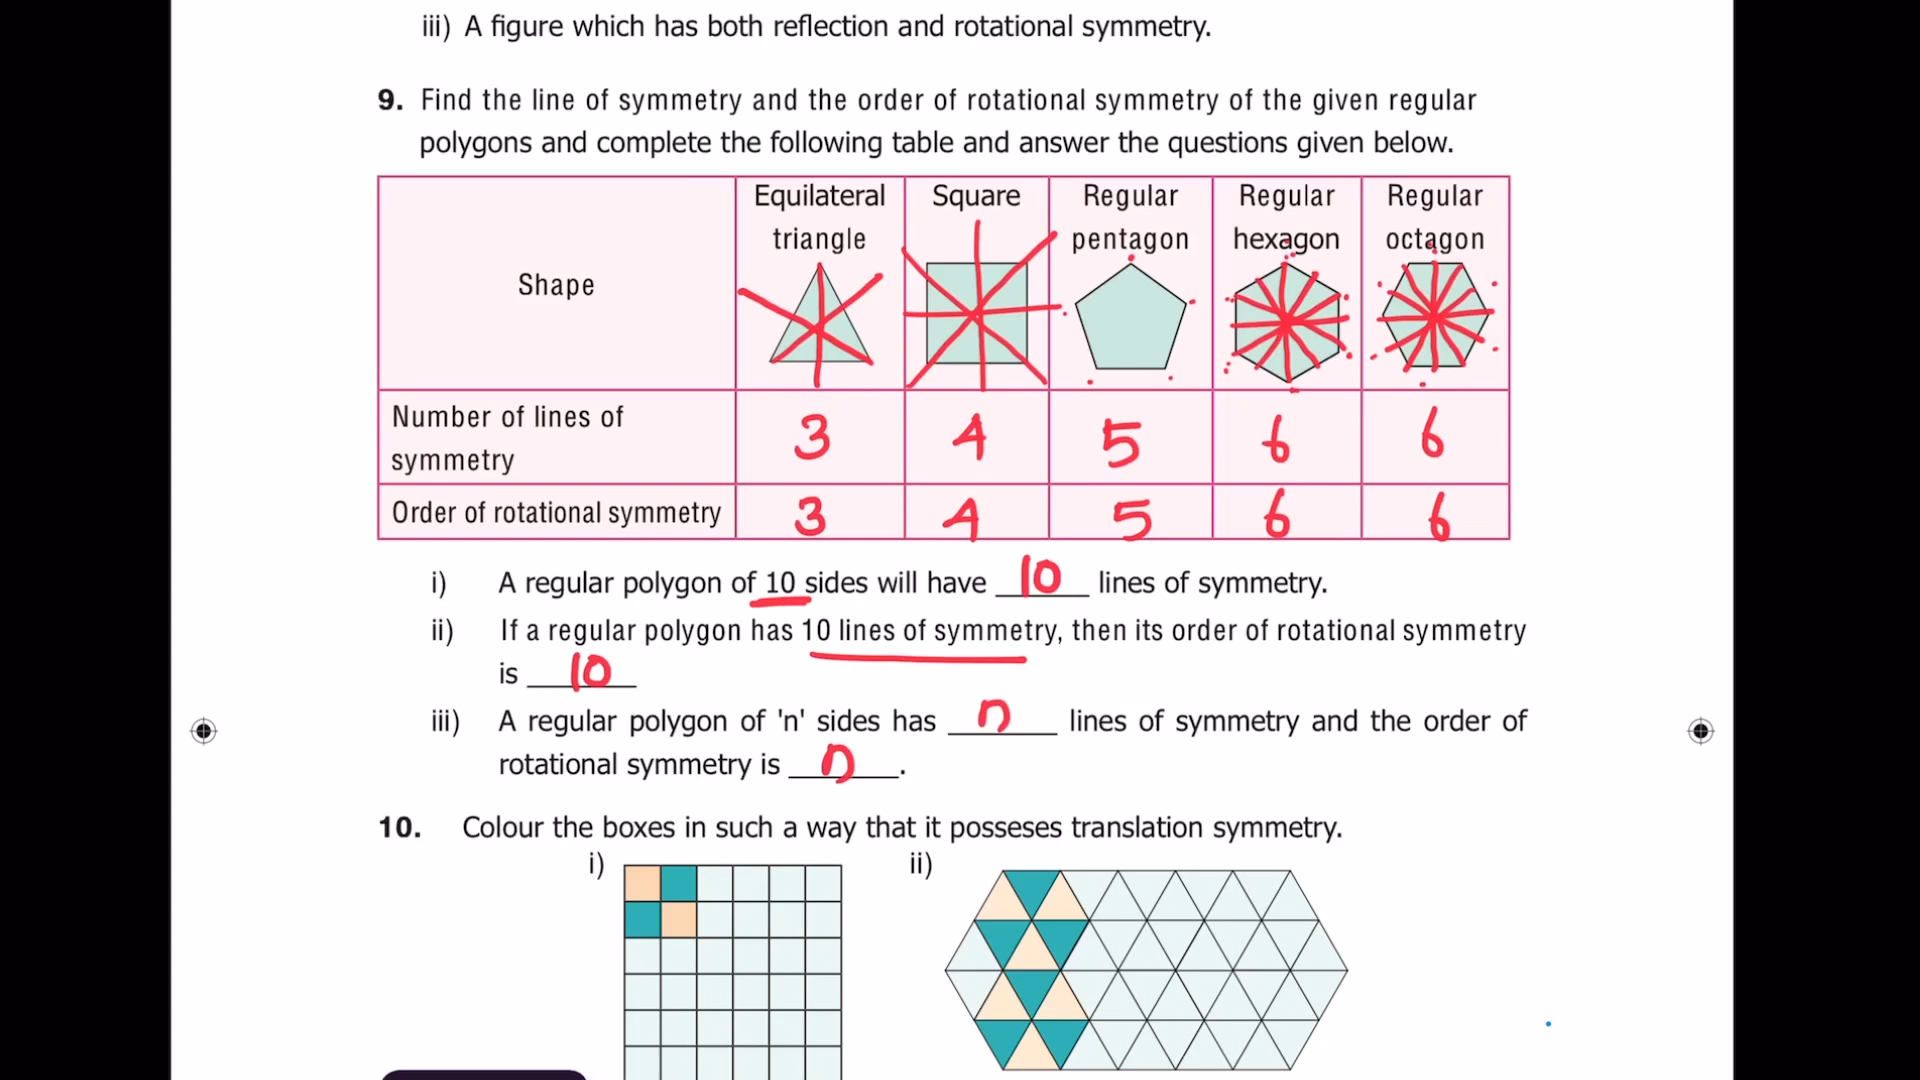 iii) A figure which has both reflection and rotational symmetry.
9. Find the line of symmetry and the order of rotational symmetry of the given regular
polygons and complete the following table and answer the questions given below.
Shape
Equilateral triangle
Square
Regular pentagon
Regular hexagon
Regular octagon
Number of lines of symmetry 3 4 5 6 6
Order of rotational symmetry 3 4 5 6 6
i) A regular polygon of 10 sides will have 10 lines of symmetry.
ii) If a regular polygon has 10 lines of symmetry, then its order of rotational symmetry
is 10
iii) A regular polygon of 'n' sides has n lines of symmetry and the order of
rotational symmetry is n.
10. Colour the boxes in such a way that it posseses translation symmetry.
i) ii)